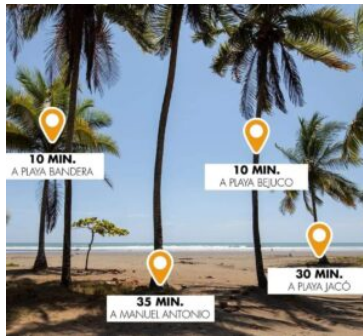 10 MIN.
A PLAYA BANDERA
10 MIN.
A PLAYA BEJUCO
35 MIN.
A MANUEL ANTONIO
30 MIN.
A PLAYA JACÓ